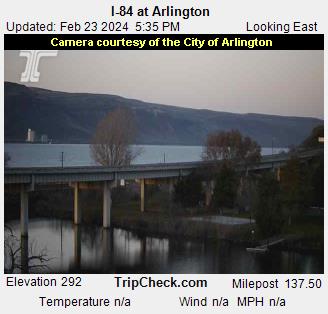 I-84 at Arlington
Updated: Feb 23 2024 5:35 PM Looking East
Camera courtesy of the City of Arlington
Elevation 292 TripCheck.com Milepost 137.50
Temperature n/a Wind n/a MPH n/a